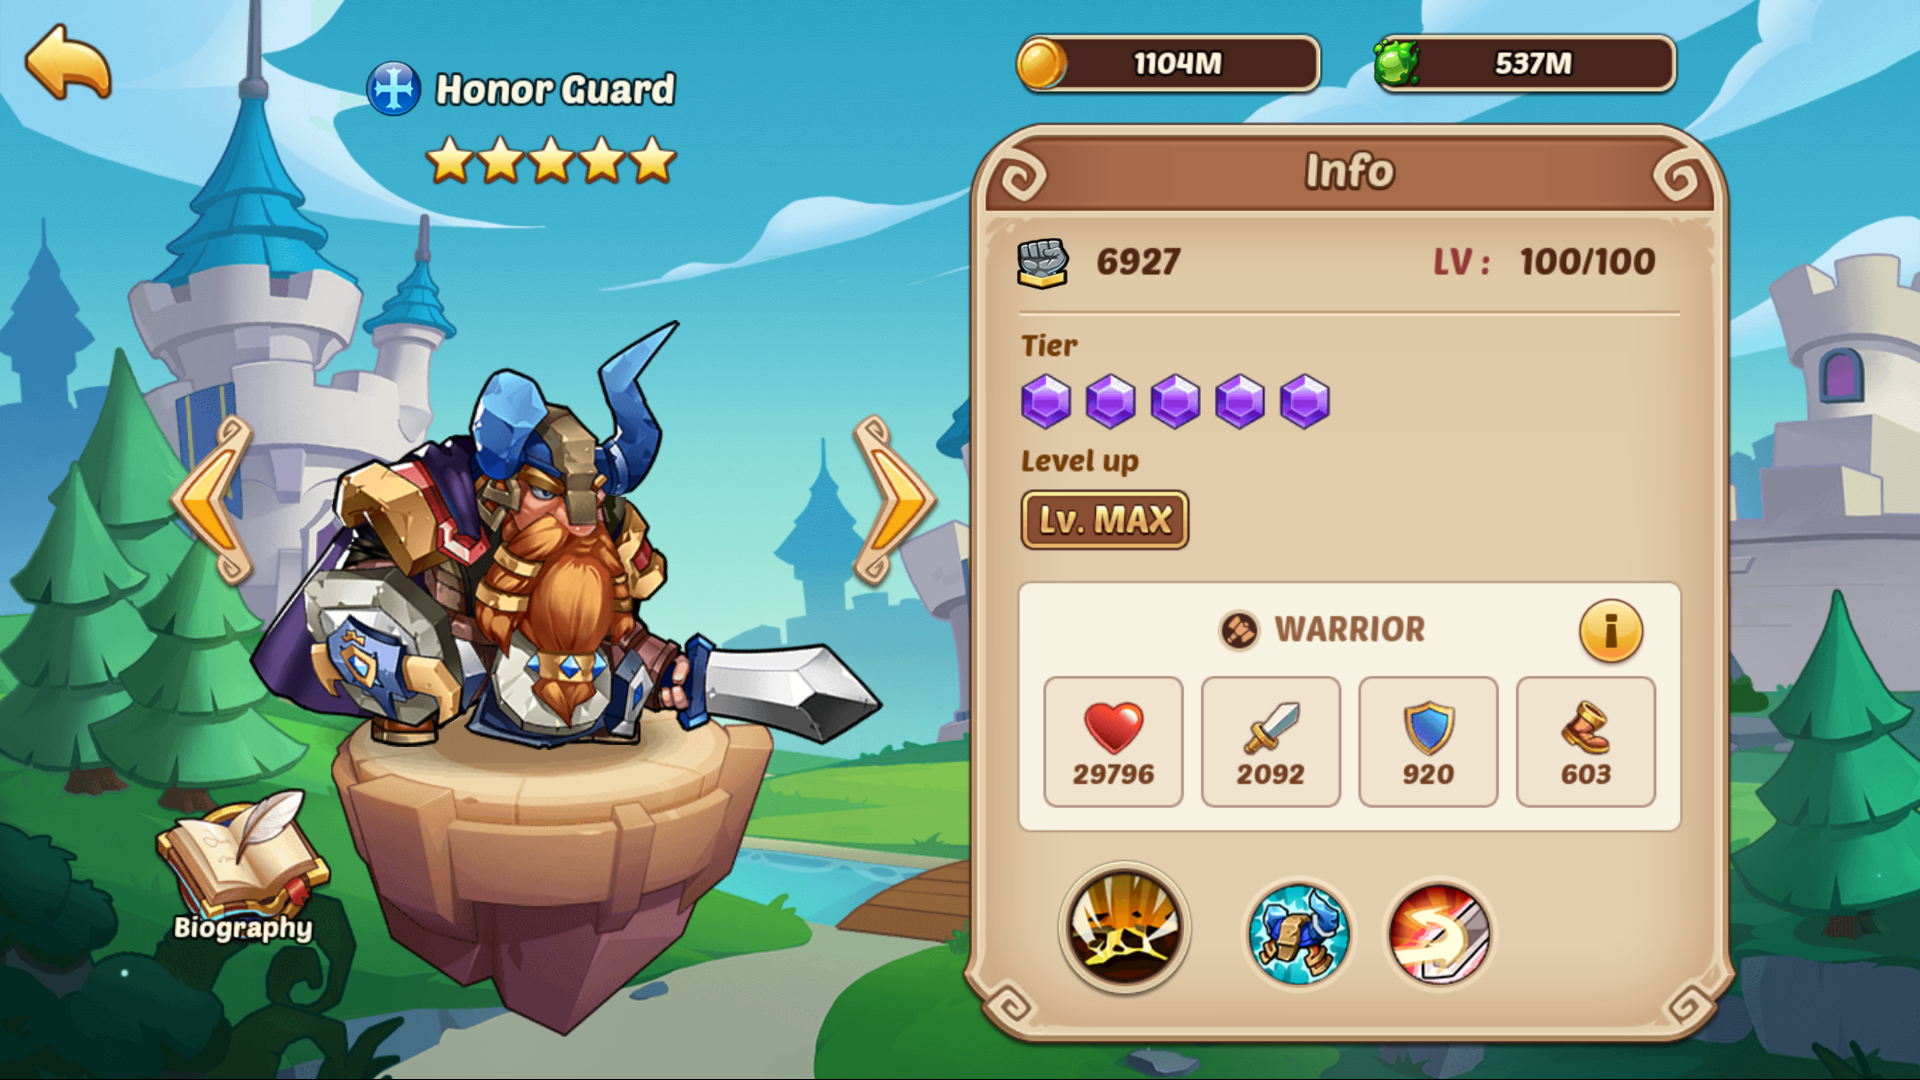 Honor Guard
1104M
537M
Info
6927
LV : 100/100
Tier
Level up
Lv. MAX
WARRIOR
29796
2092
920
603
Biography